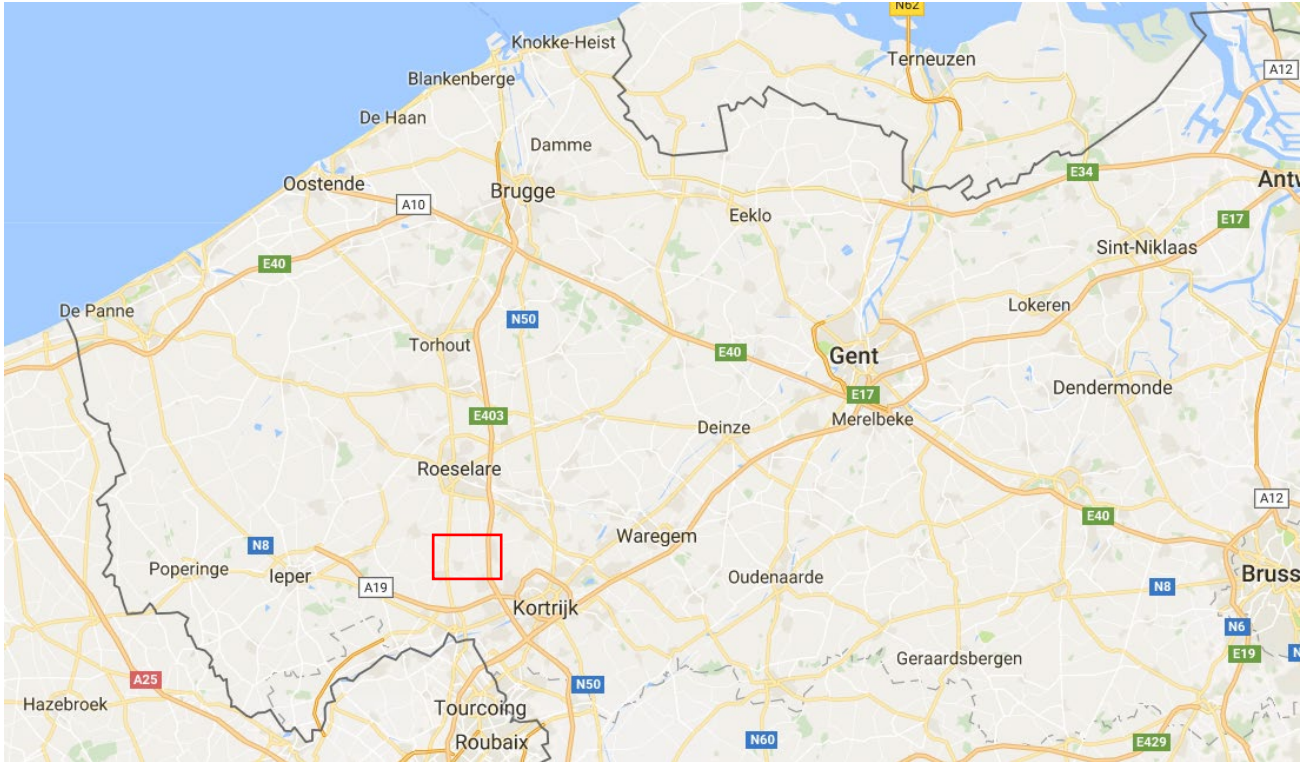 N62
Knokke-Heist
Terneuzen
A12
Blankenberge
De Haan
Damme
E34
Oostende
Brugge
A10
Antw
Eeklo
E17
Sint-Niklaas
E40
De Panne
N50
Lokeren
Torhout
E40
Gent
E17
Dendermonde
E403
Merelbeke
Deinze
Roeselare
A12
E40
Waregem
N8
Poperinge
Ieper
Oudenaarde
Bruss
A19
N8
Kortrijk
N6
E19
N
Geraardsbergen
A25
N50
Hazebroek
Tourcoing
Roubaix
N60
E429